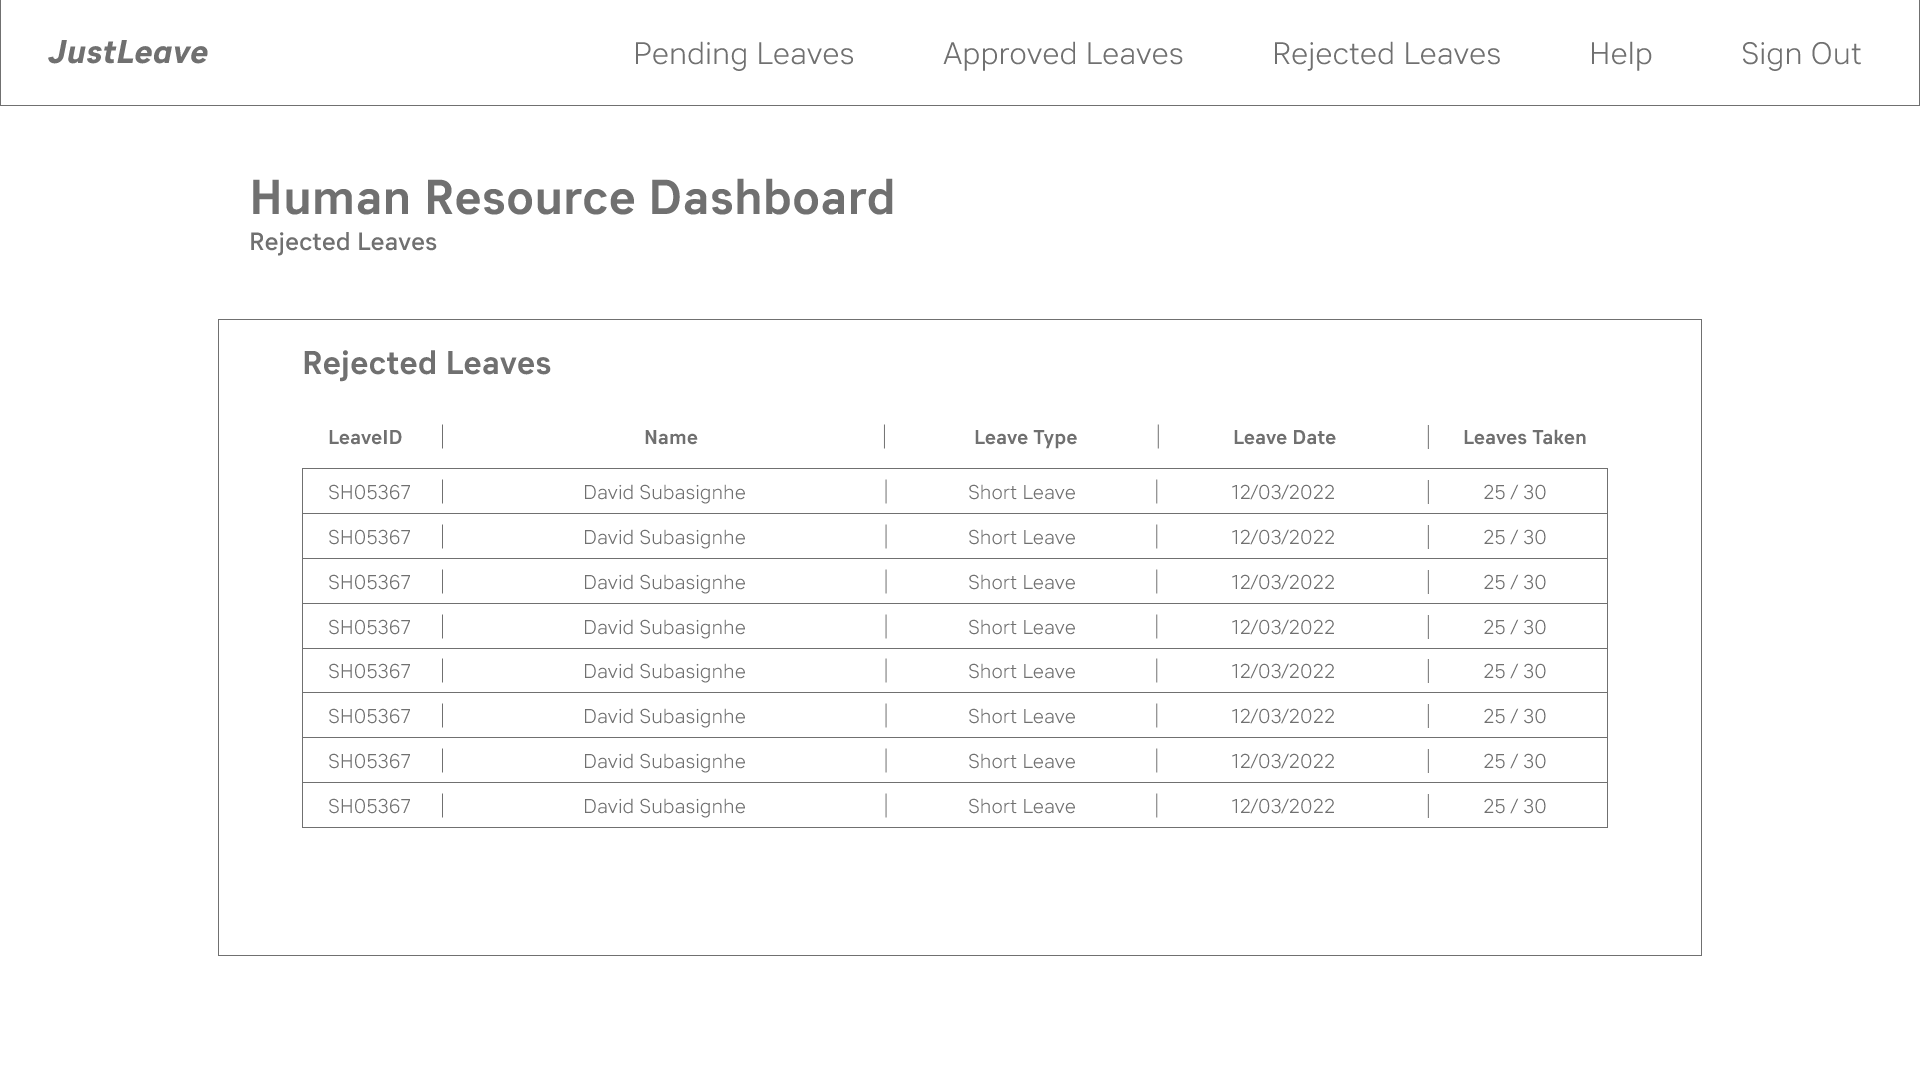 JustLeave Pending Leaves Approved Leaves Rejected Leaves Help Sign Out
Human Resource Dashboard
Rejected Leaves
Rejected Leaves
LeaveID | Name | Leave Type | Leave Date | Leaves Taken
SH05367 | David Subasignhe | Short Leave | 12/03/2022 | 25 / 30
SH05367 | David Subasignhe | Short Leave | 12/03/2022 | 25 / 30
SH05367 | David Subasignhe | Short Leave | 12/03/2022 | 25 / 30
SH05367 | David Subasignhe | Short Leave | 12/03/2022 | 25 / 30
SH05367 | David Subasignhe | Short Leave | 12/03/2022 | 25 / 30
SH05367 | David Subasignhe | Short Leave | 12/03/2022 | 25 / 30
SH05367 | David Subasignhe | Short Leave | 12/03/2022 | 25 / 30
SH05367 | David Subasignhe | Short Leave | 12/03/2022 | 25 / 30